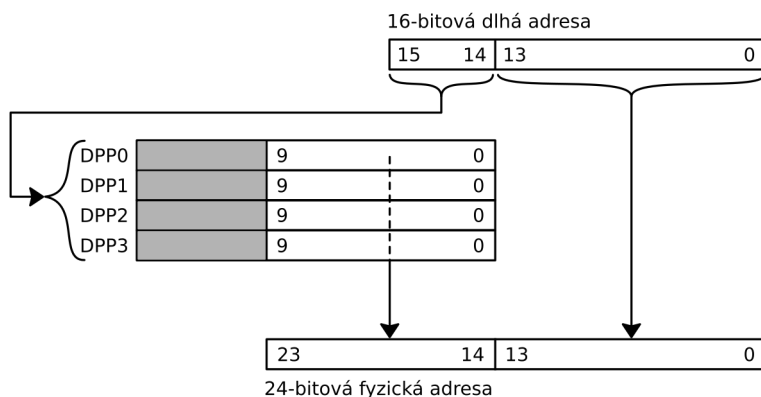 16-bitová dlhá adresa
15 14 13 0
DPP0 9 0
DPP1 9 0
DPP2 9 0
DPP3 9 0
23 14 13 0
24-bitová fyzická adresa